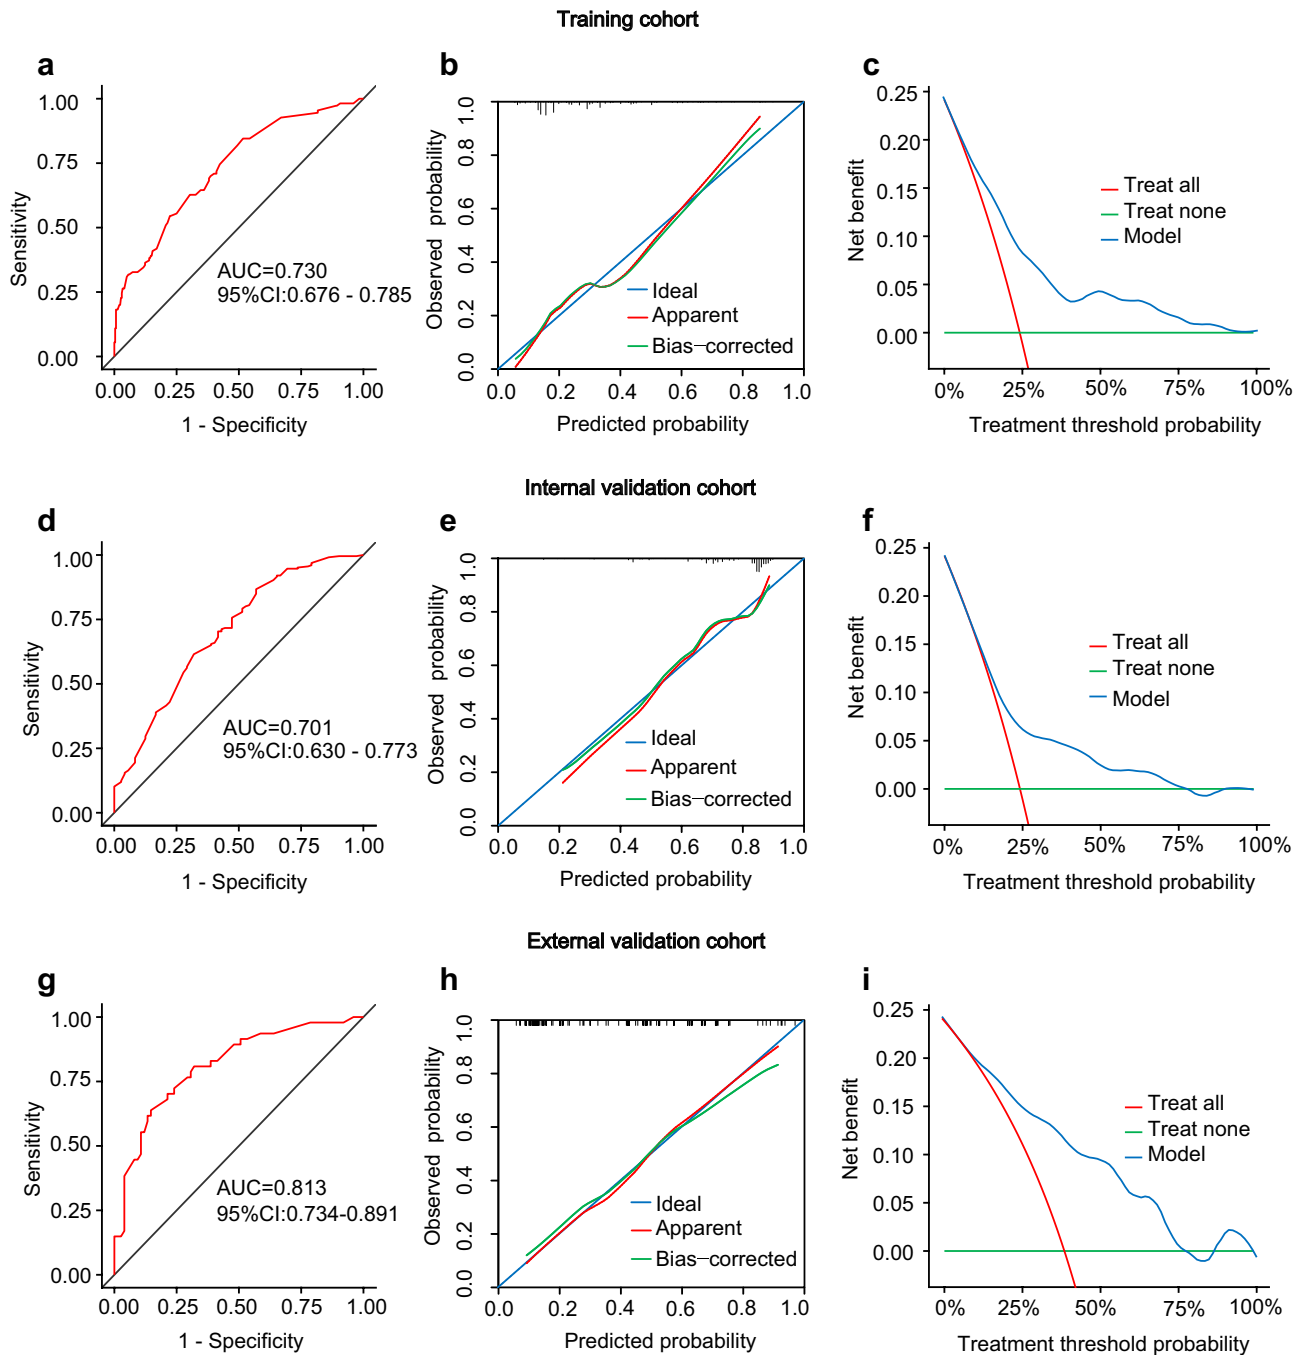 Training cohort
a
1.00
0.75
0.50
0.25
0.00
Sensitivity
AUC=0.730
95%CI:0.676 - 0.785
0.00 0.25 0.50 0.75 1.00
1 - Specificity
b
1.0
0.8
0.6
0.4
0.2
0.0
Observed probability
Ideal
Apparent
Bias−corrected
0.0 0.2 0.4 0.6 0.8 1.0
Predicted probability
c
0.25
0.20
0.15
0.10
0.05
0.00
Net benefit
Treat all
Treat none
Model
0% 25% 50% 75% 100%
Treatment threshold probability
Internal validation cohort
d
1.00
0.75
0.50
0.25
0.00
Sensitivity
AUC=0.701
95%CI:0.630 - 0.773
0.00 0.25 0.50 0.75 1.00
1 - Specificity
e
1.0
0.8
0.6
0.4
0.2
0.0
Observed probability
Ideal
Apparent
Bias−corrected
0.0 0.2 0.4 0.6 0.8 1.0
Predicted probability
f
0.25
0.20
0.15
0.10
0.05
0.00
Net benefit
Treat all
Treat none
Model
0% 25% 50% 75% 100%
Treatment threshold probability
External validation cohort
g
1.00
0.75
0.50
0.25
0.00
Sensitivity
AUC=0.813
95%CI:0.734-0.891
0.00 0.25 0.50 0.75 1.00
1 - Specificity
h
1.0
0.8
0.6
0.4
0.2
0.0
Observed probability
Ideal
Apparent
Bias−corrected
0.0 0.2 0.4 0.6 0.8 1.0
Predicted probability
i
0.25
0.20
0.15
0.10
0.05
0.00
Net benefit
Treat all
Treat none
Model
0% 25% 50% 75% 100%
Treatment threshold probability